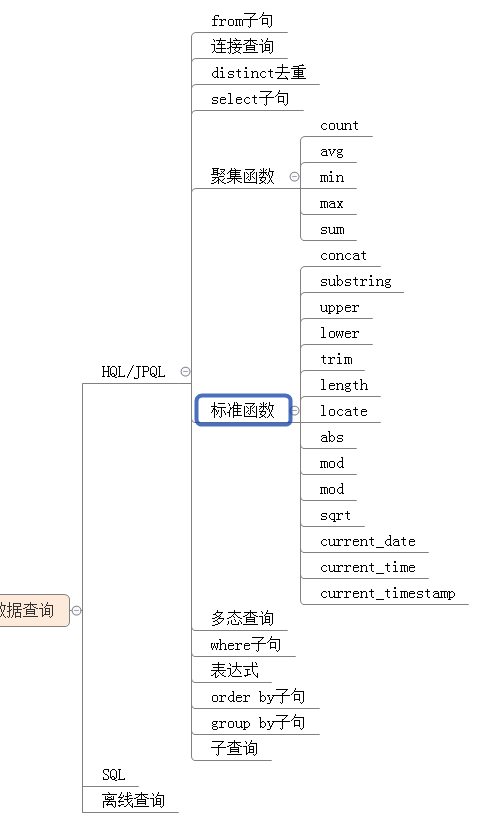 from子句
连接查询
distinct去重
select子句
聚集函数
count
avg
min
max
sum
标准函数
concat
substring
upper
lower
trim
length
locate
abs
mod
mod
sqrt
current_date
current_time
current_timestamp
HQL/JPQL
多态查询
where子句
表达式
order by子句
group by子句
子查询
数据查询
SQL
离线查询